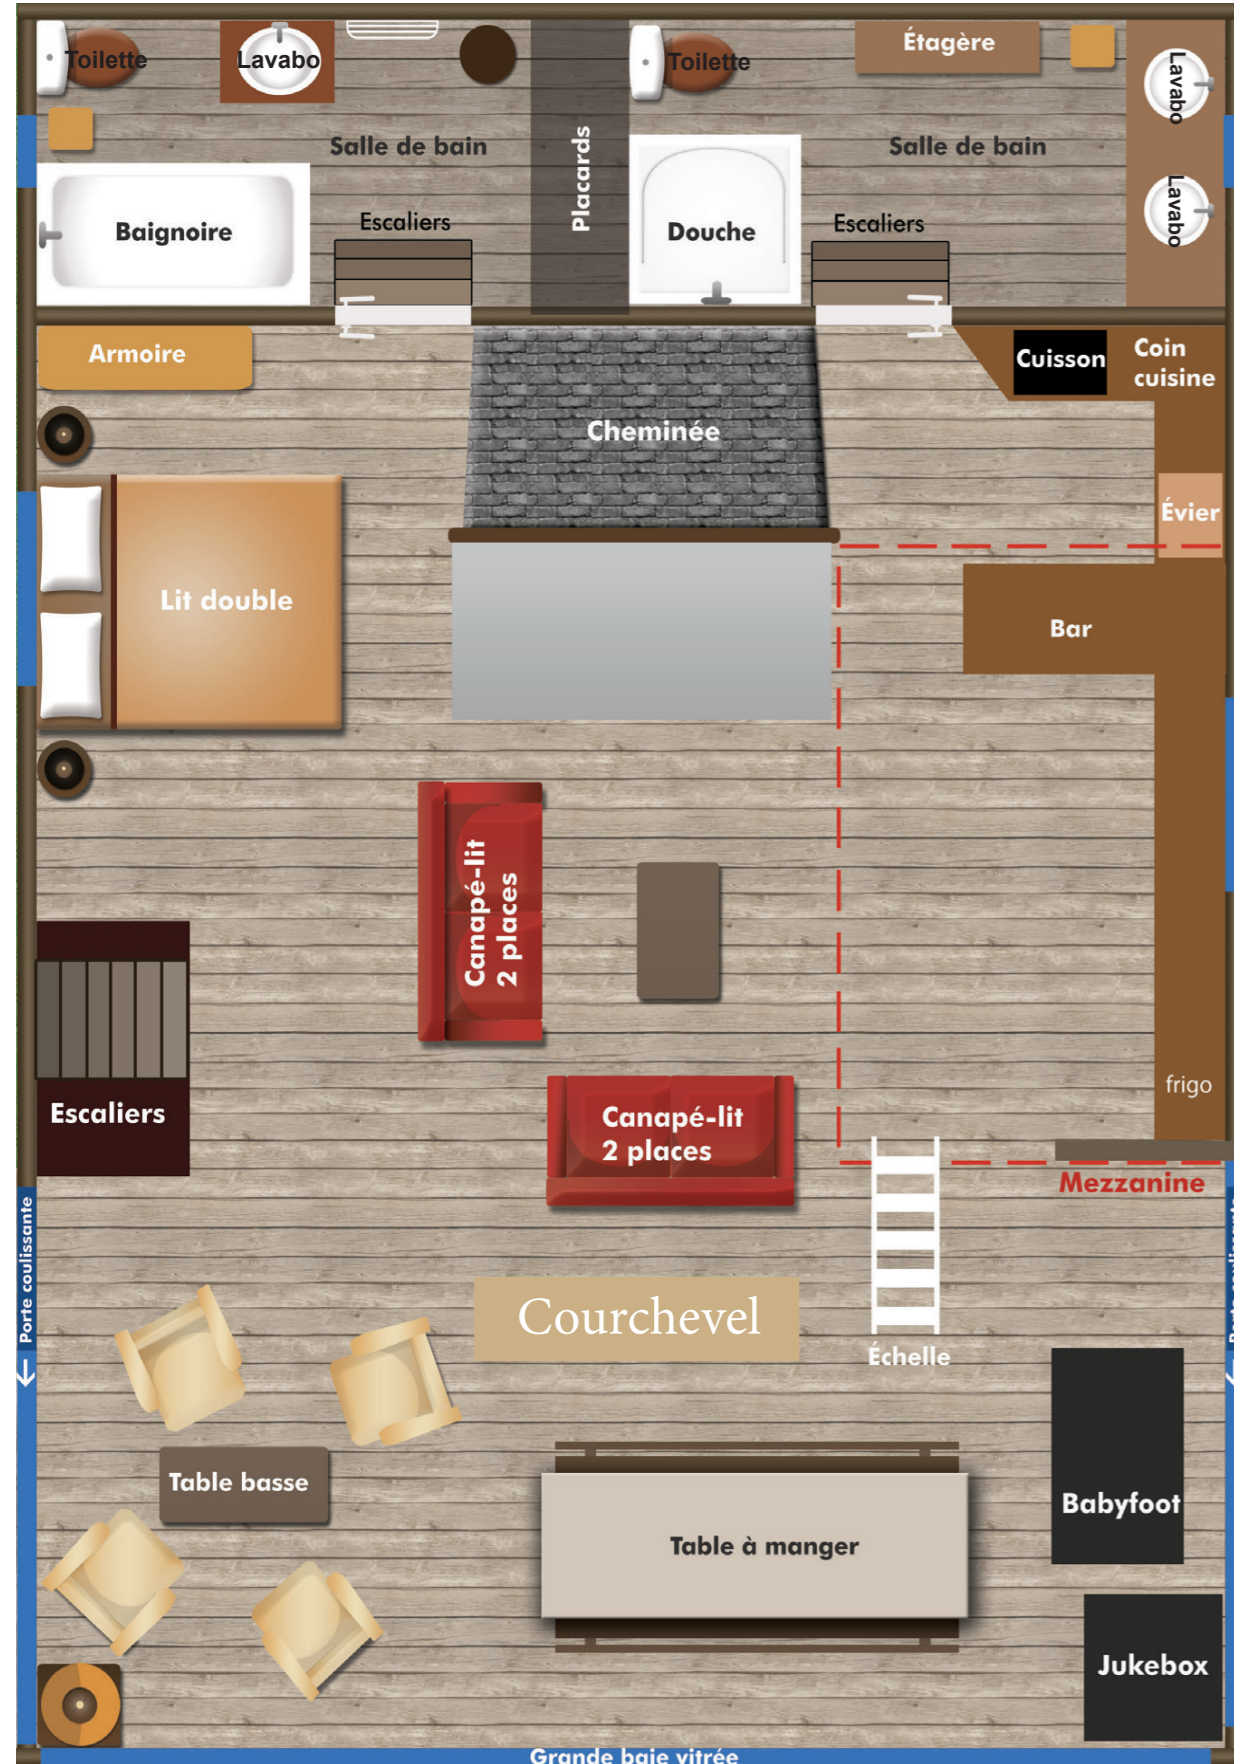 Toilette
Lavabo
Toilette
Étagère
Lavabo
Salle de bain
Placards
Salle de bain
Lavabo
Baignoire
Escaliers
Douche
Escaliers
Armoire
Cuisson
Coin
cuisine
Cheminée
Évier
Lit double
Bar
Canapé-lit
2 places
Escaliers
Canapé-lit
2 places
frigo
Mezzanine
Porte coulissante
Porte coulissante
Courchevel
Échelle
Table basse
Babyfoot
Table à manger
Jukebox
Grande baie vitrée